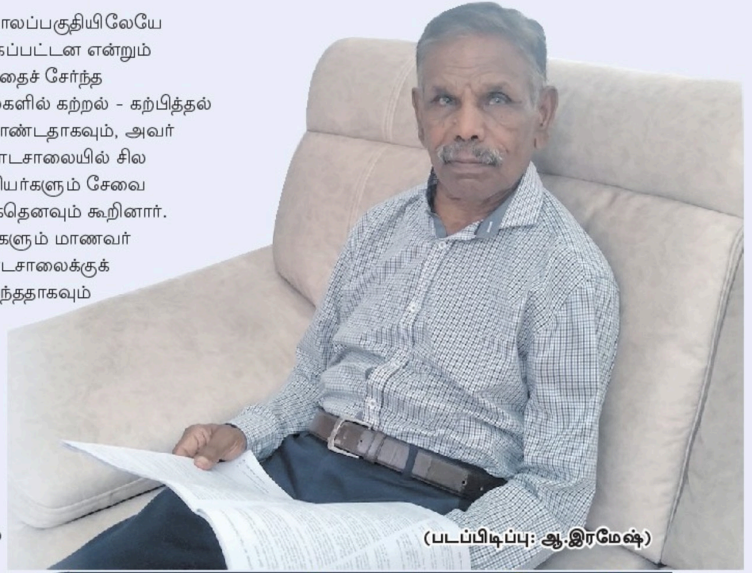 ாலப்பகுதியிலேயே
கப்பட்டன என்றும்
தைச் சேர்ந்த
களில் கற்றல் - கற்பித்தல்
ாண்டதாகவும், அவர்
ாடசாலையில் சில
ியர்களும் சேவை
ததெனவும் கூறினார்.
களும் மாணவர்
டசாலைக்குக்
ந்ததாகவும்
(படப்பிடிப்பு: ஆ.இரமேஷ்)